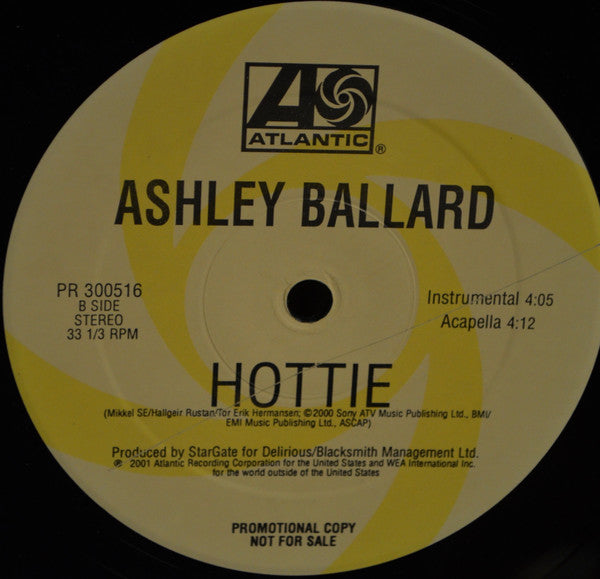 ATLANTIC®
ASHLEY BALLARD
PR 300516
B SIDE
STEREO
33 1/3 RPM
Instrumental 4:05
Acapella 4:12
HOTTIE
(Mikkel SE/Hallgeir Rustan/Tor Erik Hermansen; ©2000 Sony ATV Music Publishing Ltd., BMI/
EMI Music Publishing Ltd., ASCAP)
Produced by StarGate for Delirious/Blacksmith Management Ltd.
℗ 2001 Atlantic Recording Corporation for the United States and WEA International Inc.
for the world outside of the United States
PROMOTIONAL COPY
NOT FOR SALE